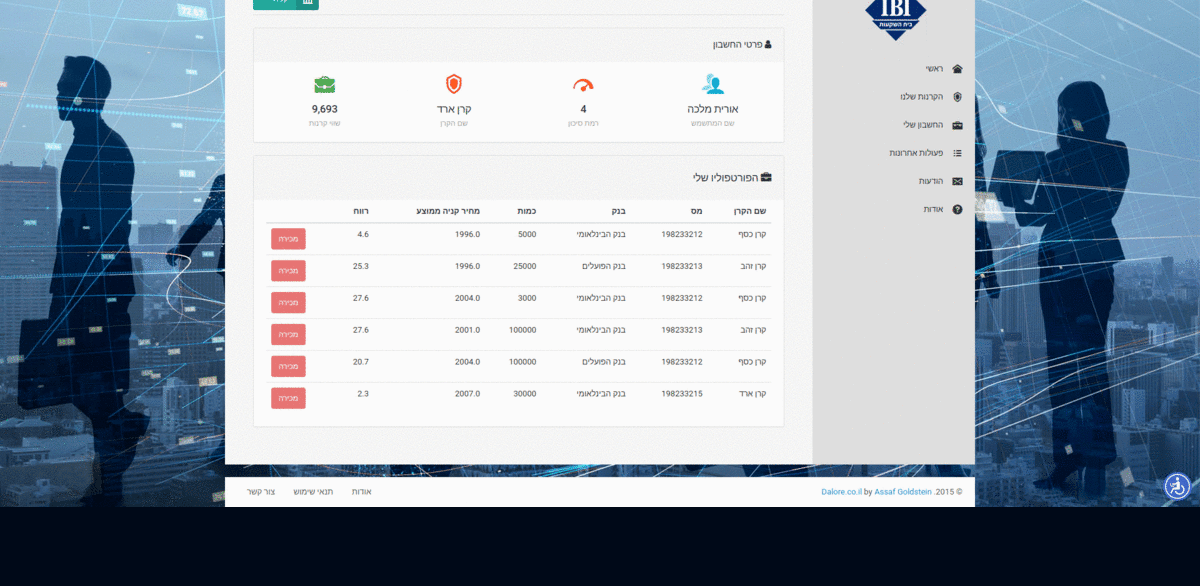 IBI
בית השקעות
ראשי
הקרנות שלנו
החשבון שלי
פעולות אחרונות
הודעות
אודות
פרטי החשבון
אורית מלכה
שם המחשתמש
4
רמת סיכון
קרן ארד
שם הקרן
9,693
שווי קרנות
הפורטפוליו שלי
שם הקרן מס בנק כמות מחיר קניה ממוצע רווח
קרן כסף 198233212 בנק הבינלאומי 5000 1996.0 4.6 מכירה
קרן זהב 198233213 בנק הפועלים 25000 1996.0 25.3 מכירה
קרן כסף 198233212 בנק הבינלאומי 3000 2004.0 27.6 מכירה
קרן זהב 198233213 בנק הבינלאומי 100000 2001.0 27.6 מכירה
קרן כסף 198233212 בנק הפועלים 100000 2004.0 20.7 מכירה
קרן ארד 198233215 בנק הבינלאומי 30000 2007.0 2.3 מכירה
אודות תנאי שימוש צור קשר
Dalore.co.il by Assaf Goldstein .2015 ©